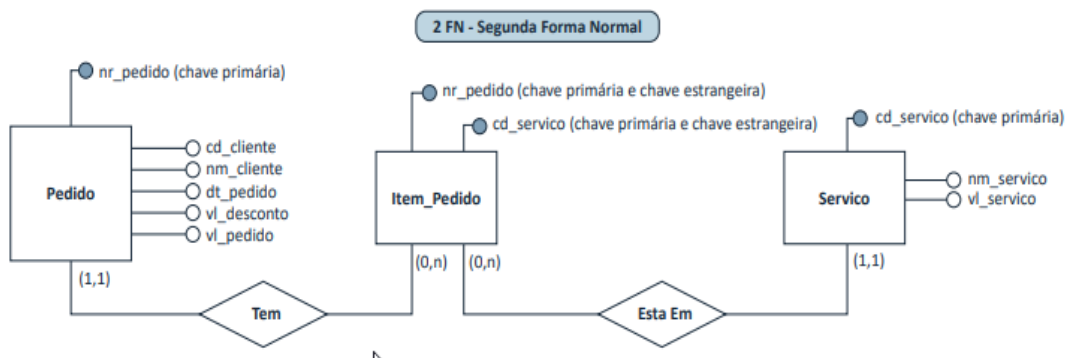 2 FN - Segunda Forma Normal
nr_pedido (chave primária)
nr_pedido (chave primária e chave estrangeira)
cd_servico (chave primária e chave estrangeira)
cd_servico (chave primária)
Pedido
cd_cliente
nm_cliente
dt_pedido
vl_desconto
vl_pedido
Item_Pedido
Servico
nm_servico
vl_servico
(1,1)
(0,n)
(0,n)
(1,1)
Tem
Esta Em